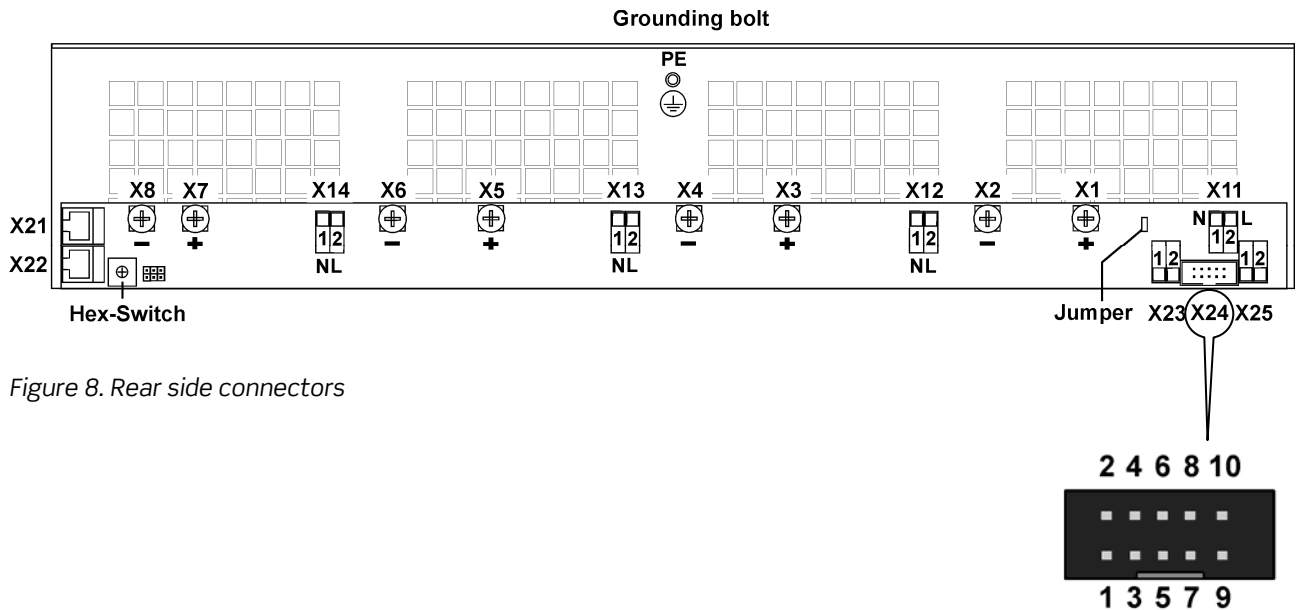 Grounding bolt
PE
X8 X7 X14 X6 X5 X13 X4 X3 X12 X2 X1 X11
X21 N L
− + 1 2 − + 1 2 − + 1 2 − + 1 2
X22 NL NL NL 1 2 1 2
Hex-Switch Jumper X23 X24 X25
Figure 8. Rear side connectors
2 4 6 8 10
1 3 5 7 9